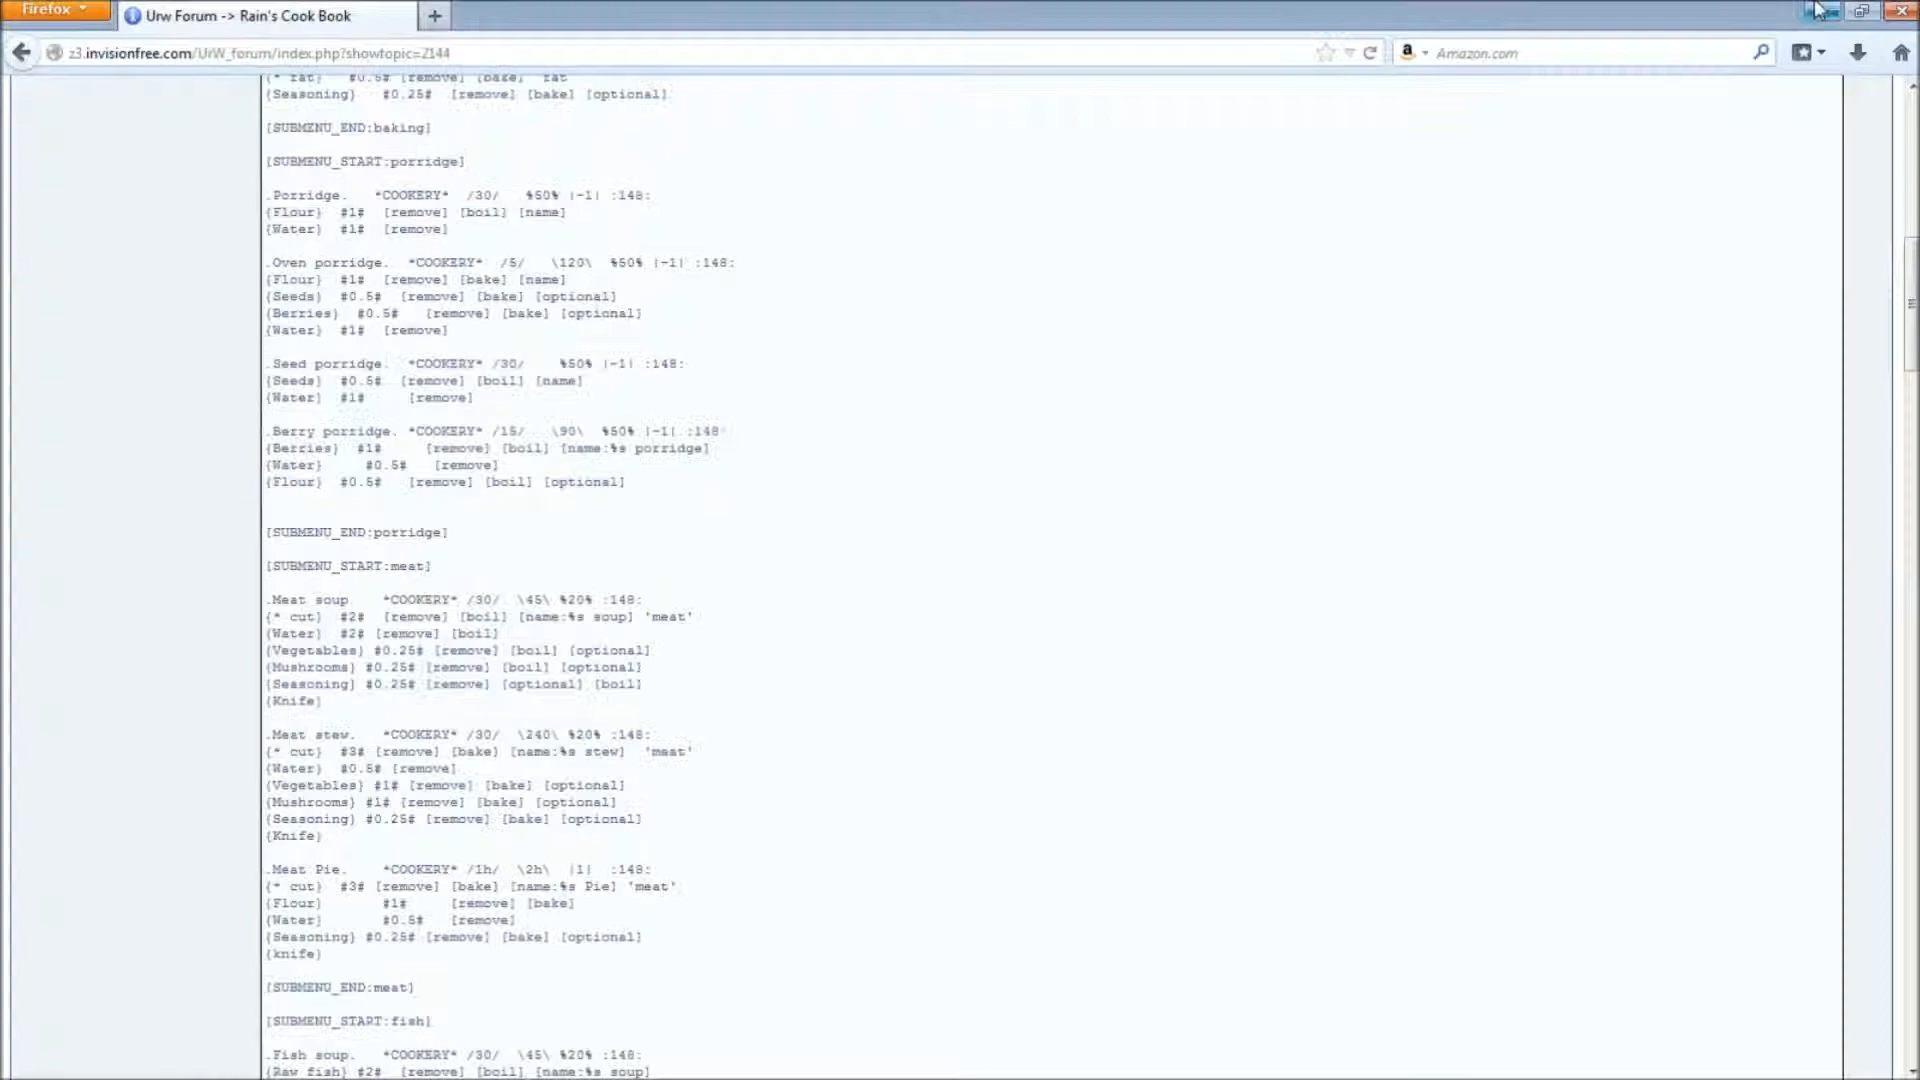 Firefox
Urw Forum -> Rain's Cook Book
z3.invisionfree.com/UrW_forum/index.php?showtopic=2144
Amazon.com
{* fat} #0.5# [remove] [bake] 'fat'
{Seasoning} #0.25# [remove] [bake] [optional]
[SUBMENU_END:baking]
[SUBMENU_START:porridge]
.Porridge. *COOKERY* /30/ %50% |-1| :148:
{Flour} #1# [remove] [boil] [name]
{Water} #1# [remove]
.Oven porridge. *COOKERY* /5/ \120\ %50% |-1| :148:
{Flour} #1# [remove] [bake] [name]
{Seeds} #0.5# [remove] [bake] [optional]
{Berries} #0.5# [remove] [bake] [optional]
{Water} #1# [remove]
.Seed porridge. *COOKERY* /30/ %50% |-1| :148:
{Seeds} #0.5# [remove] [boil] [name]
{Water} #1# [remove]
.Berry porridge. *COOKERY* /15/ \90\ %50% |-1| :148:
{Berries} #1# [remove] [boil] [name:%s porridge]
{Water} #0.5# [remove]
{Flour} #0.5# [remove] [boil] [optional]
[SUBMENU_END:porridge]
[SUBMENU_START:meat]
.Meat soup. *COOKERY* /30/ \45\ %20% :148:
{* cut} #2# [remove] [boil] [name:%s soup] 'meat'
{Water} #2# [remove] [boil]
{Vegetables} #0.25# [remove] [boil] [optional]
{Mushrooms} #0.25# [remove] [boil] [optional]
{Seasoning} #0.25# [remove] [optional] [boil]
{Knife}
.Meat stew. *COOKERY* /30/ \240\ %20% :148:
{* cut} #3# [remove] [bake] [name:%s stew] 'meat'
{Water} #0.5# [remove]
{Vegetables} #1# [remove] [bake] [optional]
{Mushrooms} #1# [remove] [bake] [optional]
{Seasoning} #0.25# [remove] [bake] [optional]
{Knife}
.Meat Pie. *COOKERY* /1h/ \2h\ |1| :148:
{* cut} #3# [remove] [bake] [name:%s Pie] 'meat'
{Flour} #1# [remove] [bake]
{Water} #0.5# [remove]
{Seasoning} #0.25# [remove] [bake] [optional]
{knife}
[SUBMENU_END:meat]
[SUBMENU_START:fish]
.Fish soup. *COOKERY* /30/ \45\ %20% :148:
{Raw fish} #2# [remove] [boil] [name:%s soup]